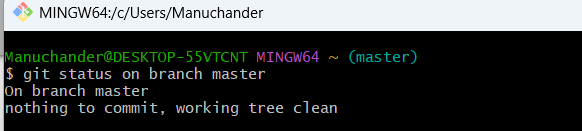 MINGW64:/c/Users/Manuchander
Manuchander@DESKTOP-55VTCNT MINGW64 ~ (master)
$ git status on branch master
On branch master
nothing to commit, working tree clean